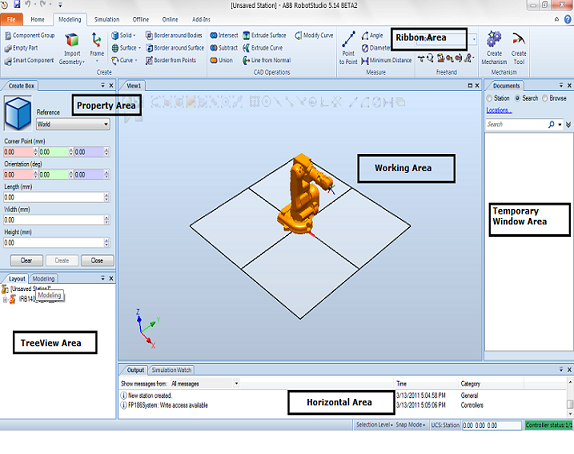 [Unsaved Station] - ABB RobotStudio 5.14 BETA2
File Home Modeling Simulation Offline Online Add-Ins
Component Group
Empty Part
Smart Component
Import Geometry
Frame
Solid
Surface
Curve
Border around Bodies
Border around Surface
Border from Points
Create
Intersect
Subtract
Union
Extrude Surface
Extrude Curve
Line from Normal
CAD Operations
Modify
Point to Point
Angle
Diameter
Minimum Distance
Measure
Ribbon Area
Freehand
Create Mechanism
Create Tool
Mechanism
Create Box
Reference
World
Property Area
Corner Point (mm)
0.00 0.00 0.00
Orientation (deg)
0.00 0.00 0.00
Length (mm)
0.00
Width (mm)
0.00
Height (mm)
0.00
Clear Create Close
Layout Modeling
[Unsaved Station]
Modeling
TreeView Area
View1
Working Area
Z
Y
X
Documents
Station Search Browse
Locations...
Search
Temporary
Window Area
Output Simulation Watch
Show messages from: All messages Time Category
New station created. 3/13/2011 5:04:58 PM General
FP186System: Write access available 3/13/2011 5:05:06 PM Controllers
Horizontal Area
Selection Level Snap Mode UCS: Station 0.00 0.00 0.00 Controller status: 1/1